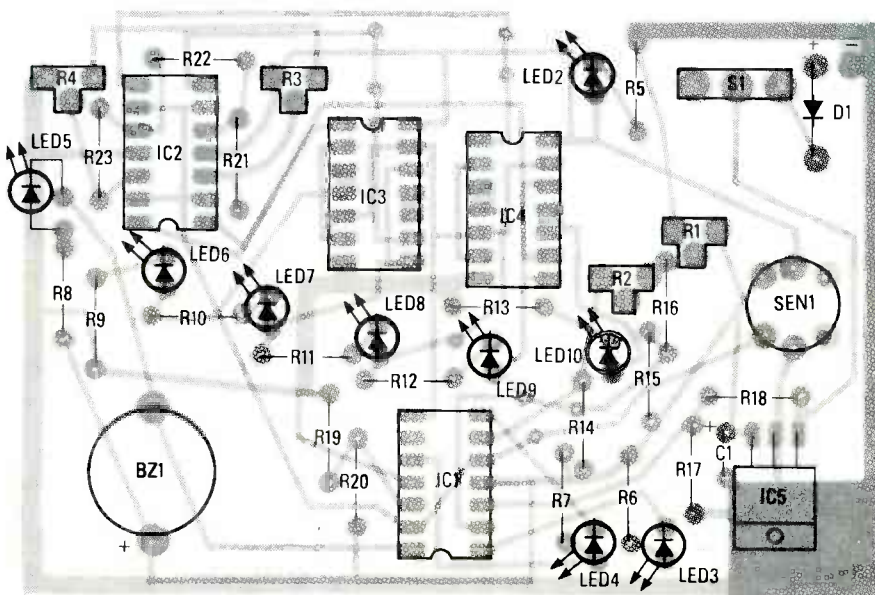 R4
R22
R3
LED2
R5
S1
+
–
D1
LED5
R23
IC2
R21
IC3
IC4
LED6
LED7
R1
R2
R8
R9
R10
LED8
R13
R16
SEN1
R11
R12
LED9
LED10
R15
R18
R19
R20
IC1
R14
R17
+
C1
BZ1
+
R7
R6
IC5
LED4
LED3